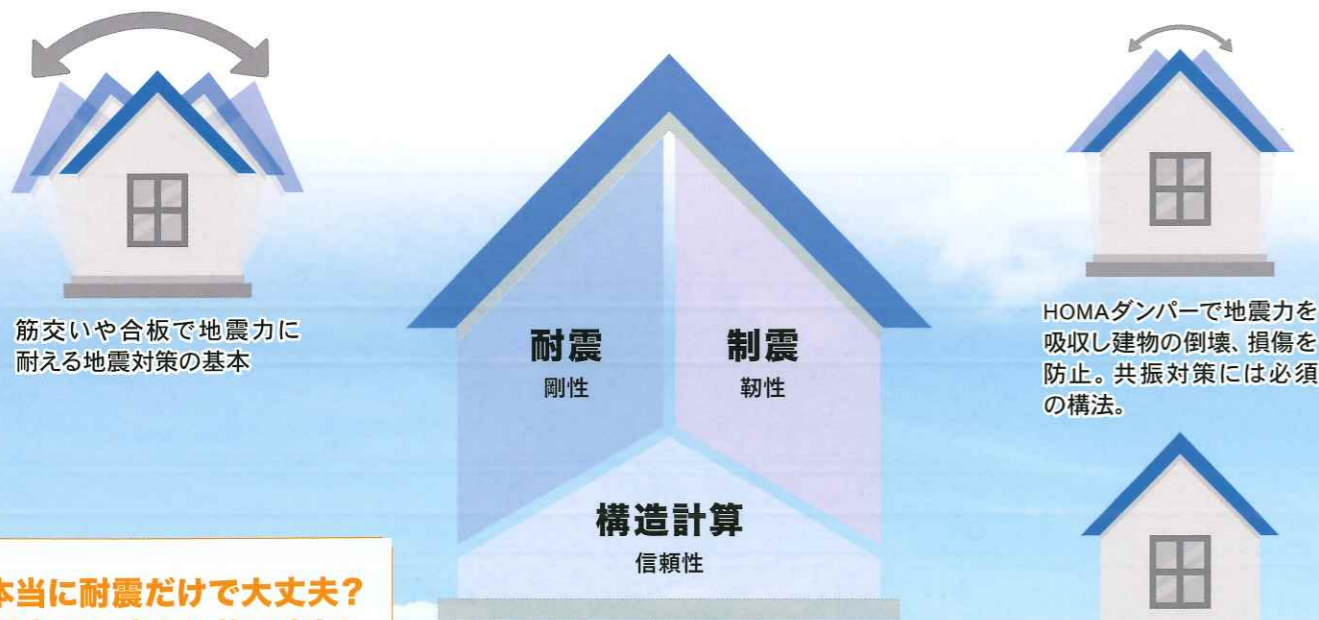 筋交いや合板で地震力に
耐える地震対策の基本
耐震
剛性
制震
靭性
構造計算
信頼性
HOMAダンパーで地震力を
吸収し建物の倒壊、損傷を
防止。共振対策には必須
の構法。
本当に耐震だけで大丈夫?